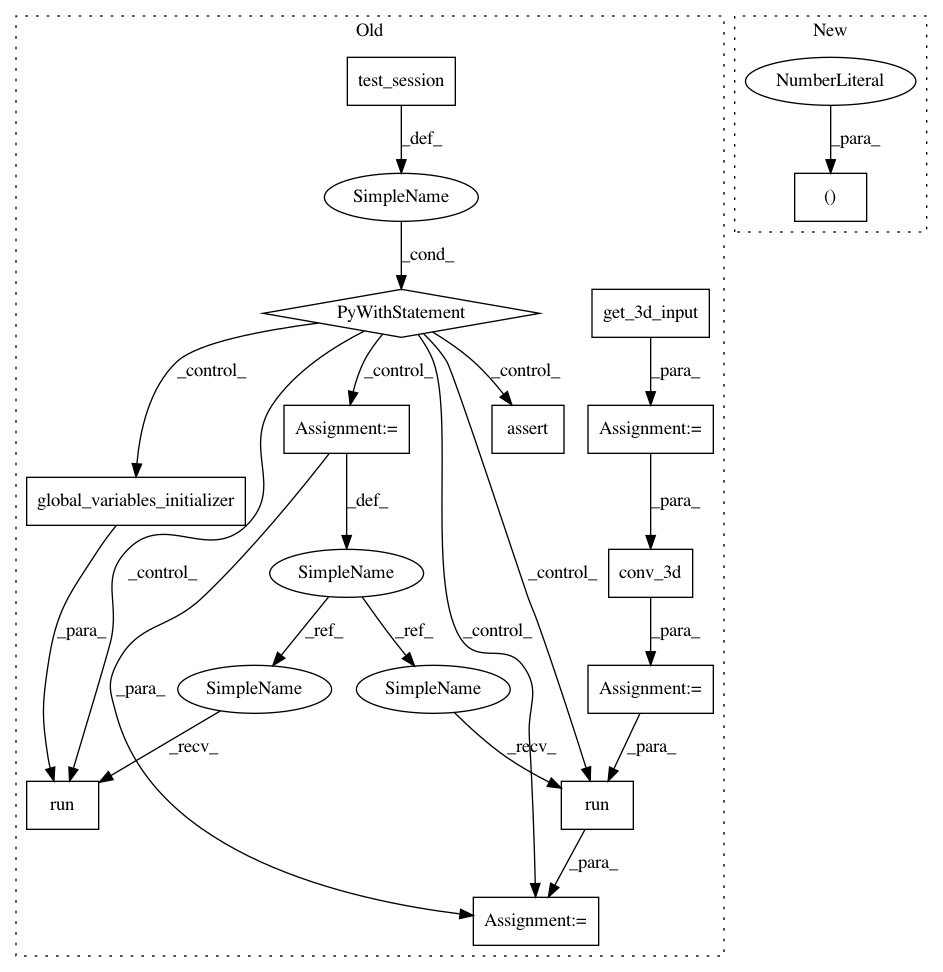 Old
New
test_session
NumberLiteral
_def_
_para_
SimpleName
()
_cond_
PyWithStatement
get_3d_input
_control_
_control_
_control_
_para_
Assignment:=
assert
Assignment:=
global_variables_initializer
_def_
_para_
SimpleName
conv_3d
_control_
_control_
_para_
_ref_
_ref_
_control_
_para_
_para_
SimpleName
SimpleName
Assignment:=
_recv_
_recv_
_para_
run
run
_para_
Assignment:=